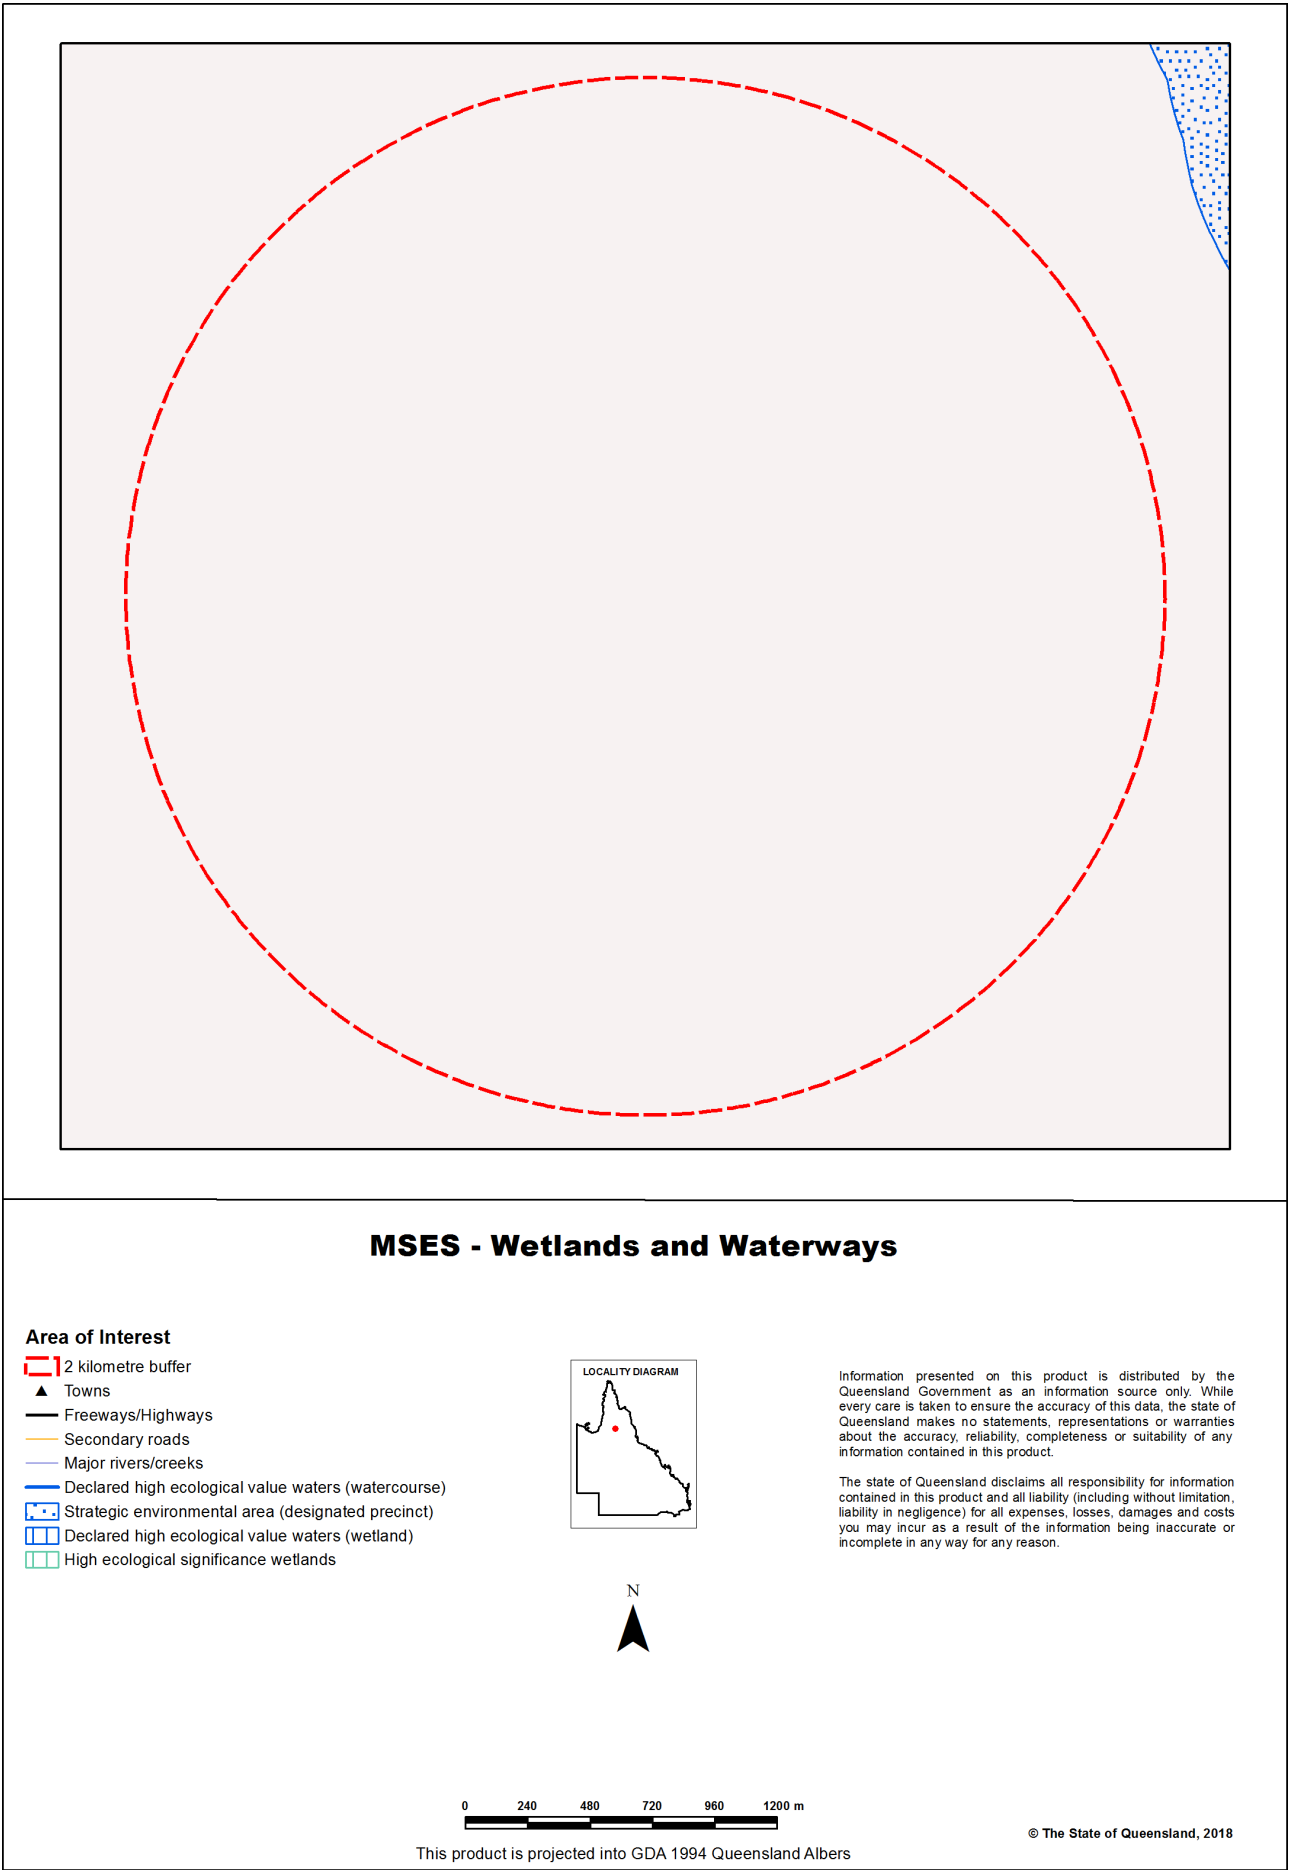 MSES - Wetlands and Waterways
Area of Interest
2 kilometre buffer
Towns
Freeways/Highways
Secondary roads
Major rivers/creeks
Declared high ecological value waters (watercourse)
Strategic environmental area (designated precinct)
Declared high ecological value waters (wetland)
High ecological significance wetlands
LOCALITY DIAGRAM
N
Information presented on this product is distributed by the
Queensland Government as an information source only. While
every care is taken to ensure the accuracy of this data, the state of
Queensland makes no statements, representations or warranties
about the accuracy, reliability, completeness or suitability of any
information contained in this product.
The state of Queensland disclaims all responsibility for information
contained in this product and all liability (including without limitation,
liability in negligence) for all expenses, losses, damages and costs
you may incur as a result of the information being inaccurate or
incomplete in any way for any reason.
0 240 480 720 960 1200 m
This product is projected into GDA 1994 Queensland Albers
© The State of Queensland, 2018